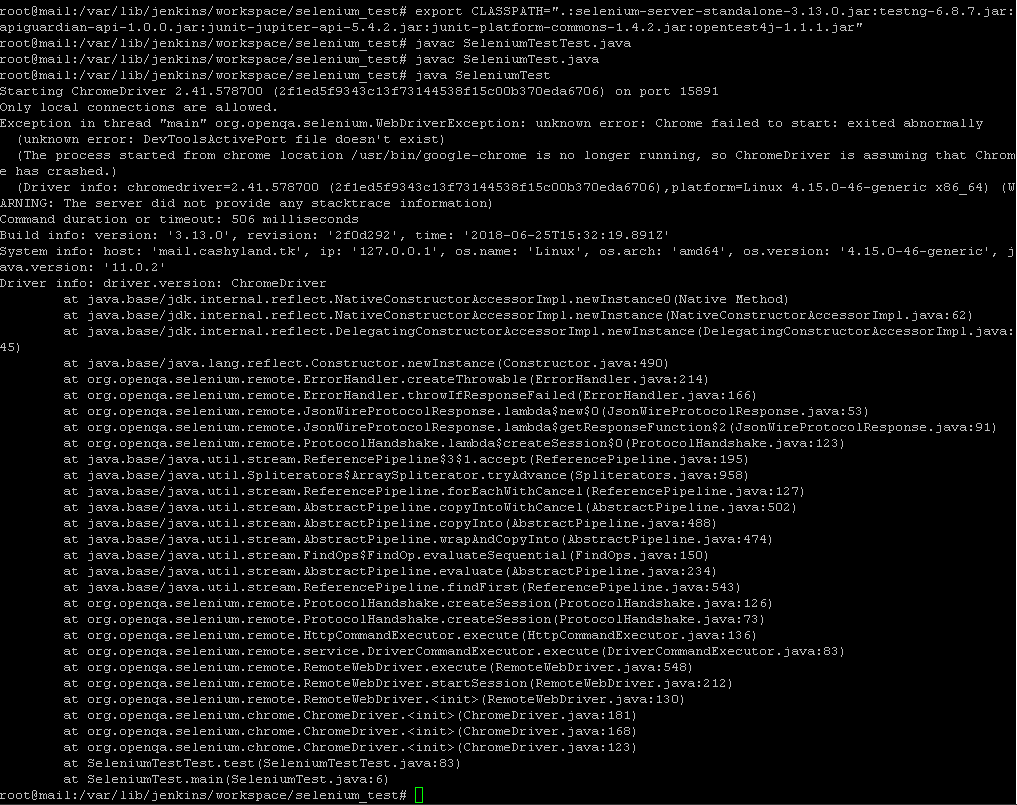 root@mail:/var/lib/jenkins/workspace/selenium_test# export CLASSPATH=".:selenium-server-standalone-3.13.0.jar:testng-6.8.7.jar:
apiguardian-api-1.0.0.jar:junit-jupiter-api-5.4.2.jar:junit-platform-commons-1.4.2.jar:opentest4j-1.1.1.jar"
root@mail:/var/lib/jenkins/workspace/selenium_test# javac SeleniumTestTest.java
root@mail:/var/lib/jenkins/workspace/selenium_test# javac SeleniumTest.java
root@mail:/var/lib/jenkins/workspace/selenium_test# java SeleniumTest
Starting ChromeDriver 2.41.578700 (2f1ed5f9343c13f73144538f15c00b370eda6706) on port 15891
Only local connections are allowed.
Exception in thread "main" org.openqa.selenium.WebDriverException: unknown error: Chrome failed to start: exited abnormally
  (unknown error: DevToolsActivePort file doesn't exist)
  (The process started from chrome location /usr/bin/google-chrome is no longer running, so ChromeDriver is assuming that Chrom
e has crashed.)
  (Driver info: chromedriver=2.41.578700 (2f1ed5f9343c13f73144538f15c00b370eda6706),platform=Linux 4.15.0-46-generic x86_64) (W
ARNING: The server did not provide any stacktrace information)
Command duration or timeout: 506 milliseconds
Build info: version: '3.13.0', revision: '2f0d292', time: '2018-06-25T15:32:19.891Z'
System info: host: 'mail.cashyland.tk', ip: '127.0.0.1', os.name: 'Linux', os.arch: 'amd64', os.version: '4.15.0-46-generic', j
ava.version: '11.0.2'
Driver info: driver.version: ChromeDriver
        at java.base/jdk.internal.reflect.NativeConstructorAccessorImpl.newInstance0(Native Method)
        at java.base/jdk.internal.reflect.NativeConstructorAccessorImpl.newInstance(NativeConstructorAccessorImpl.java:62)
        at java.base/jdk.internal.reflect.DelegatingConstructorAccessorImpl.newInstance(DelegatingConstructorAccessorImpl.java:
45)
        at java.base/java.lang.reflect.Constructor.newInstance(Constructor.java:490)
        at org.openqa.selenium.remote.ErrorHandler.createThrowable(ErrorHandler.java:214)
        at org.openqa.selenium.remote.ErrorHandler.throwIfResponseFailed(ErrorHandler.java:166)
        at org.openqa.selenium.remote.JsonWireProtocolResponse.lambda$new$0(JsonWireProtocolResponse.java:53)
        at org.openqa.selenium.remote.JsonWireProtocolResponse.lambda$getResponseFunction$2(JsonWireProtocolResponse.java:91)
        at org.openqa.selenium.remote.ProtocolHandshake.lambda$createSession$0(ProtocolHandshake.java:123)
        at java.base/java.util.stream.ReferencePipeline$3$1.accept(ReferencePipeline.java:195)
        at java.base/java.util.Spliterators$ArraySpliterator.tryAdvance(Spliterators.java:958)
        at java.base/java.util.stream.ReferencePipeline.forEachWithCancel(ReferencePipeline.java:127)
        at java.base/java.util.stream.AbstractPipeline.copyIntoWithCancel(AbstractPipeline.java:502)
        at java.base/java.util.stream.AbstractPipeline.copyInto(AbstractPipeline.java:488)
        at java.base/java.util.stream.AbstractPipeline.wrapAndCopyInto(AbstractPipeline.java:474)
        at java.base/java.util.stream.FindOps$FindOp.evaluateSequential(FindOps.java:150)
        at java.base/java.util.stream.AbstractPipeline.evaluate(AbstractPipeline.java:234)
        at java.base/java.util.stream.ReferencePipeline.findFirst(ReferencePipeline.java:543)
        at org.openqa.selenium.remote.ProtocolHandshake.createSession(ProtocolHandshake.java:126)
        at org.openqa.selenium.remote.ProtocolHandshake.createSession(ProtocolHandshake.java:73)
        at org.openqa.selenium.remote.HttpCommandExecutor.execute(HttpCommandExecutor.java:136)
        at org.openqa.selenium.remote.service.DriverCommandExecutor.execute(DriverCommandExecutor.java:83)
        at org.openqa.selenium.remote.RemoteWebDriver.execute(RemoteWebDriver.java:548)
        at org.openqa.selenium.remote.RemoteWebDriver.startSession(RemoteWebDriver.java:212)
        at org.openqa.selenium.remote.RemoteWebDriver.<init>(RemoteWebDriver.java:130)
        at org.openqa.selenium.chrome.ChromeDriver.<init>(ChromeDriver.java:181)
        at org.openqa.selenium.chrome.ChromeDriver.<init>(ChromeDriver.java:168)
        at org.openqa.selenium.chrome.ChromeDriver.<init>(ChromeDriver.java:123)
        at SeleniumTestTest.test(SeleniumTestTest.java:83)
        at SeleniumTest.main(SeleniumTest.java:6)
root@mail:/var/lib/jenkins/workspace/selenium_test#